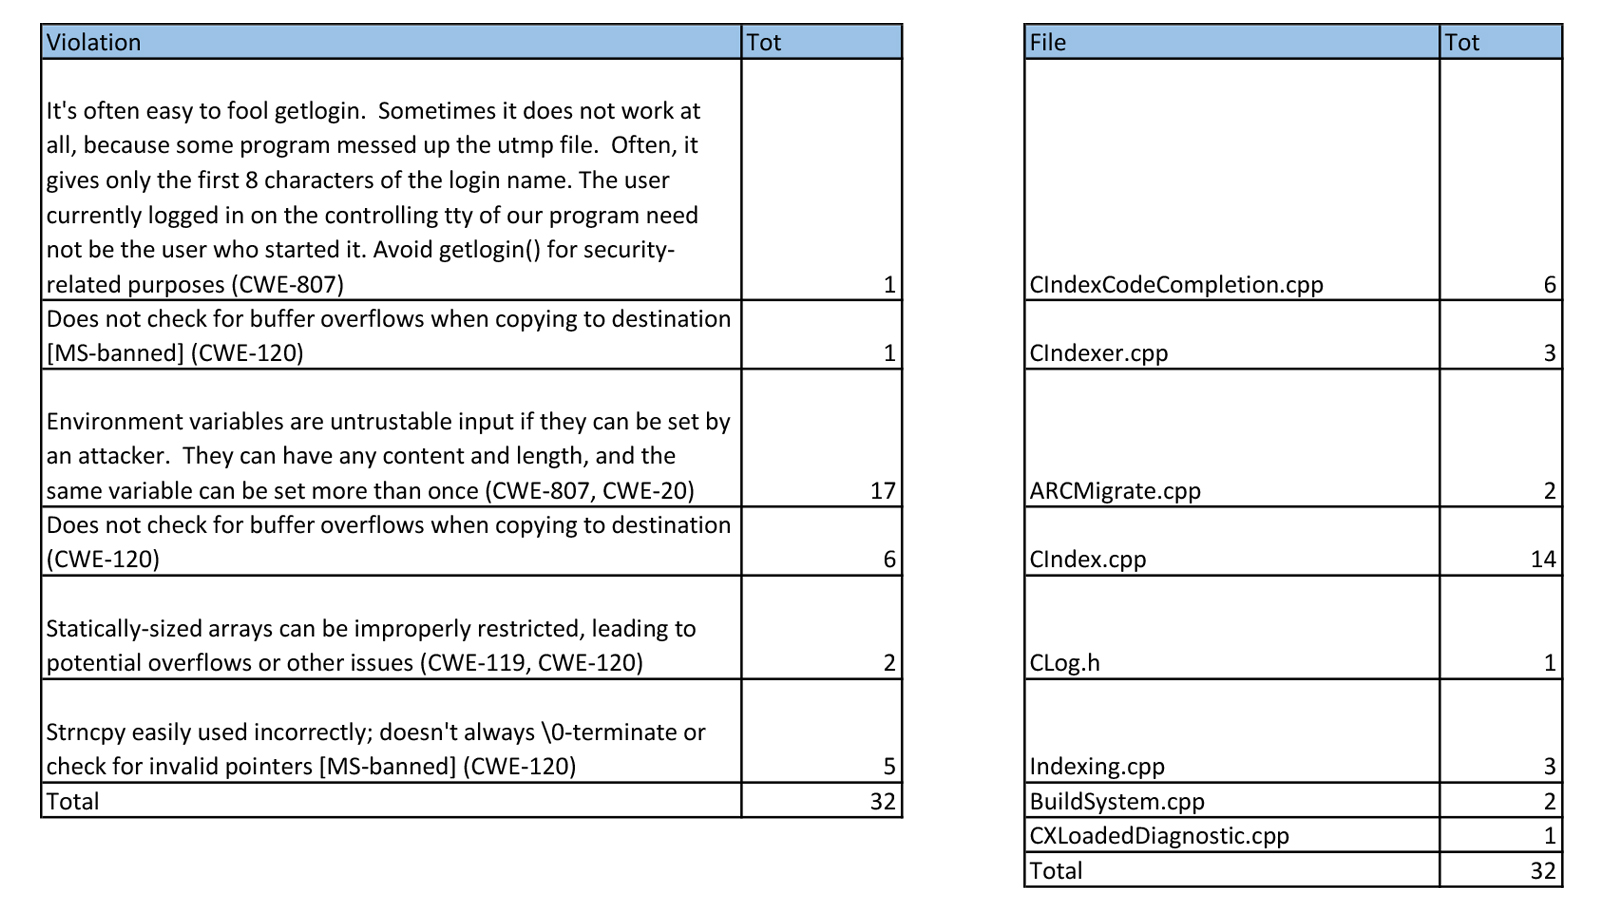 Violation Tot
It's often easy to fool getlogin.  Sometimes it does not work at
all, because some program messed up the utmp file.  Often, it
gives only the first 8 characters of the login name. The user
currently logged in on the controlling tty of our program need
not be the user who started it. Avoid getlogin() for security-
related purposes (CWE-807) 1
Does not check for buffer overflows when copying to destination
[MS-banned] (CWE-120) 1
Environment variables are untrustable input if they can be set by
an attacker.  They can have any content and length, and the
same variable can be set more than once (CWE-807, CWE-20) 17
Does not check for buffer overflows when copying to destination
(CWE-120) 6
Statically-sized arrays can be improperly restricted, leading to
potential overflows or other issues (CWE-119, CWE-120) 2
Strncpy easily used incorrectly; doesn't always \0-terminate or
check for invalid pointers [MS-banned] (CWE-120) 5
Total 32
File Tot
CIndexCodeCompletion.cpp 6
CIndexer.cpp 3
ARCMigrate.cpp 2
CIndex.cpp 14
CLog.h 1
Indexing.cpp 3
BuildSystem.cpp 2
CXLoadedDiagnostic.cpp 1
Total 32